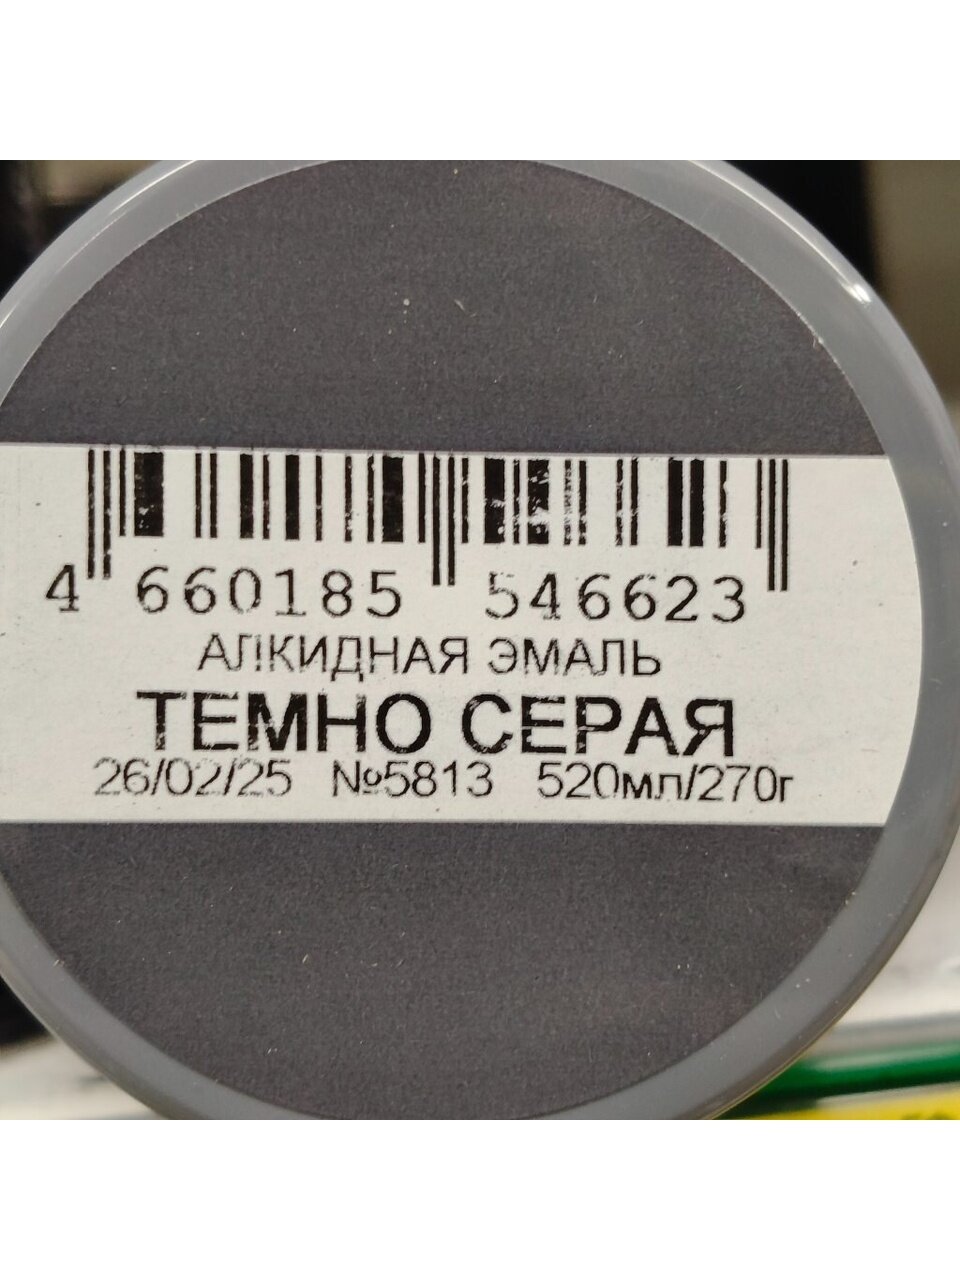 4 660185 546623
АЛКИДНАЯ ЭМАЛЬ
ТЕМНО СЕРАЯ
26/02/25 №5813 520мл/270г